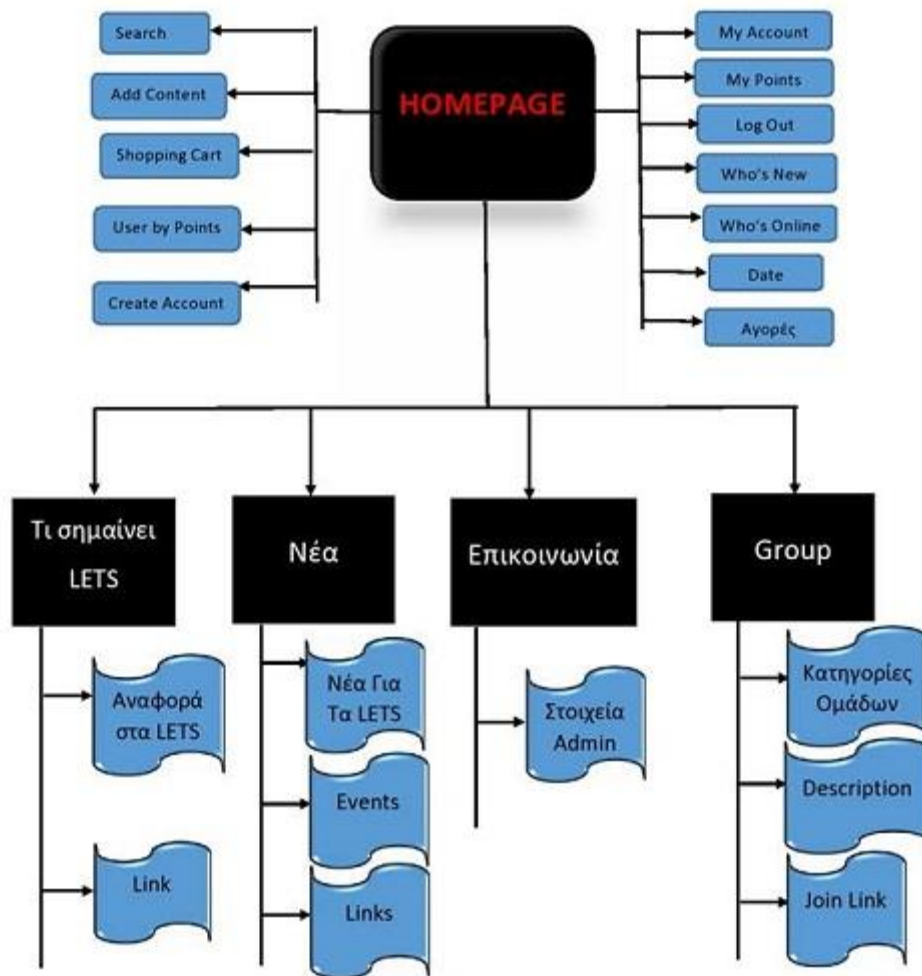 HOMEPAGE
Search
Add Content
Shopping Cart
User by Points
Create Account
My Account
My Points
Log Out
Who's New
Who's Online
Date
Αγορές
Τι σημαίνει
LETS
Αναφορά
στα LETS
Link
Νέα
Νέα Για
Τα LETS
Events
Links
Επικοινωνία
Στοιχεία
Admin
Group
Κατηγορίες
Ομάδων
Description
Join Link